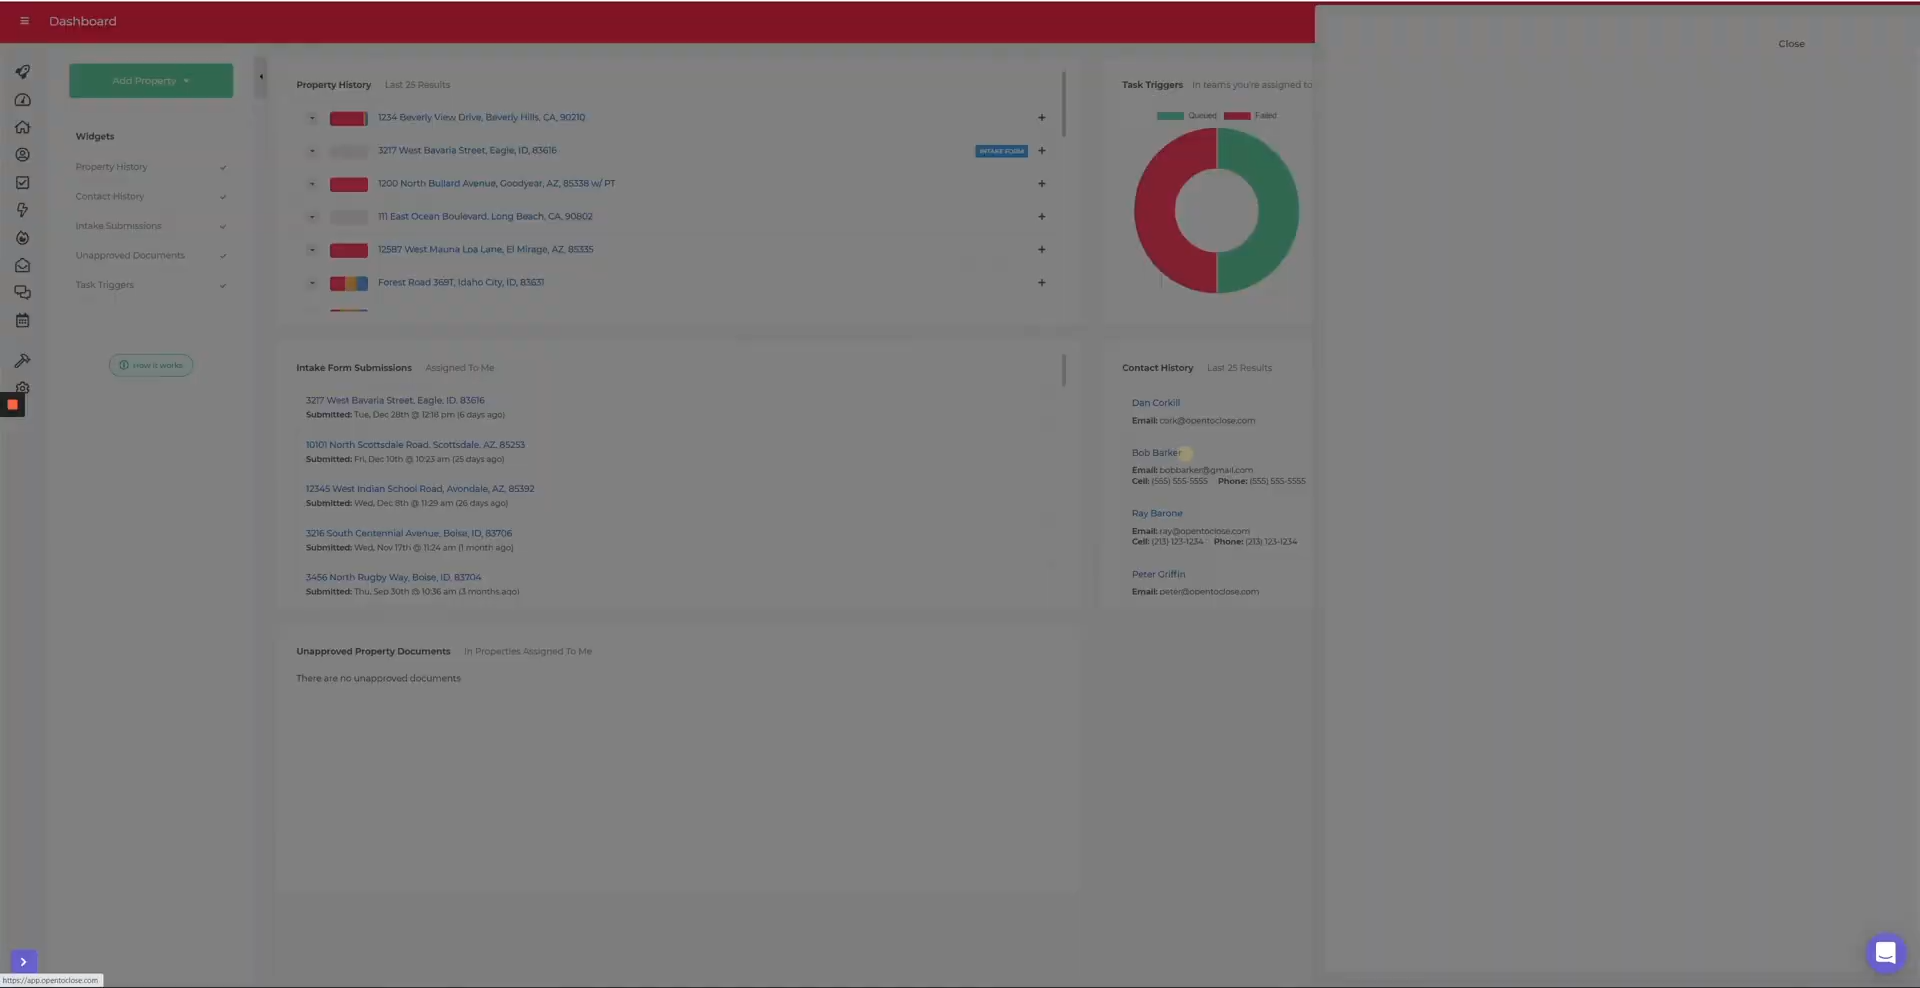 Dashboard
Close
Add Property
Widgets
Property History
Contact History
Intake Submissions
Unapproved Documents
Task Triggers
How it works
Property History Last 25 Results
1234 Beverly View Drive, Beverly Hills, CA, 90210
3217 West Bavaria Street, Eagle, ID, 83616
INTAKE FORM
1200 North Bullard Avenue, Goodyear, AZ, 85338 w/ PT
111 East Ocean Boulevard, Long Beach, CA, 90802
12587 West Mauna Loa Lane, El Mirage, AZ, 85335
Forest Road 369T, Idaho City, ID, 83631
Task Triggers In teams you're assigned to
Queued Failed
Intake Form Submissions Assigned To Me
3217 West Bavaria Street, Eagle, ID, 83616
Submitted: Tue, Dec 28th @ 12:18 pm (6 days ago)
10101 North Scottsdale Road, Scottsdale, AZ, 85253
Submitted: Fri, Dec 10th @ 10:23 am (25 days ago)
12345 West Indian School Road, Avondale, AZ, 85392
Submitted: Wed, Dec 8th @ 11:29 am (26 days ago)
3216 South Centennial Avenue, Boise, ID, 83706
Submitted: Wed, Nov 17th @ 11:24 am (1 month ago)
3456 North Rugby Way, Boise, ID, 83704
Submitted: Thu, Sep 30th @ 10:36 am (3 months ago)
Contact History Last 25 Results
Dan Corkill
Email: cork@opentoclose.com
Bob Barker
Email: bobbarker@gmail.com
Cell: (555) 555-5555 Phone: (555) 555-5555
Ray Barone
Email: ray@opentoclose.com
Cell: (213) 123-1234 Phone: (213) 123-1234
Peter Griffin
Email: peter@opentoclose.com
Unapproved Property Documents In Properties Assigned To Me
There are no unapproved documents
https://app.opentoclose.com